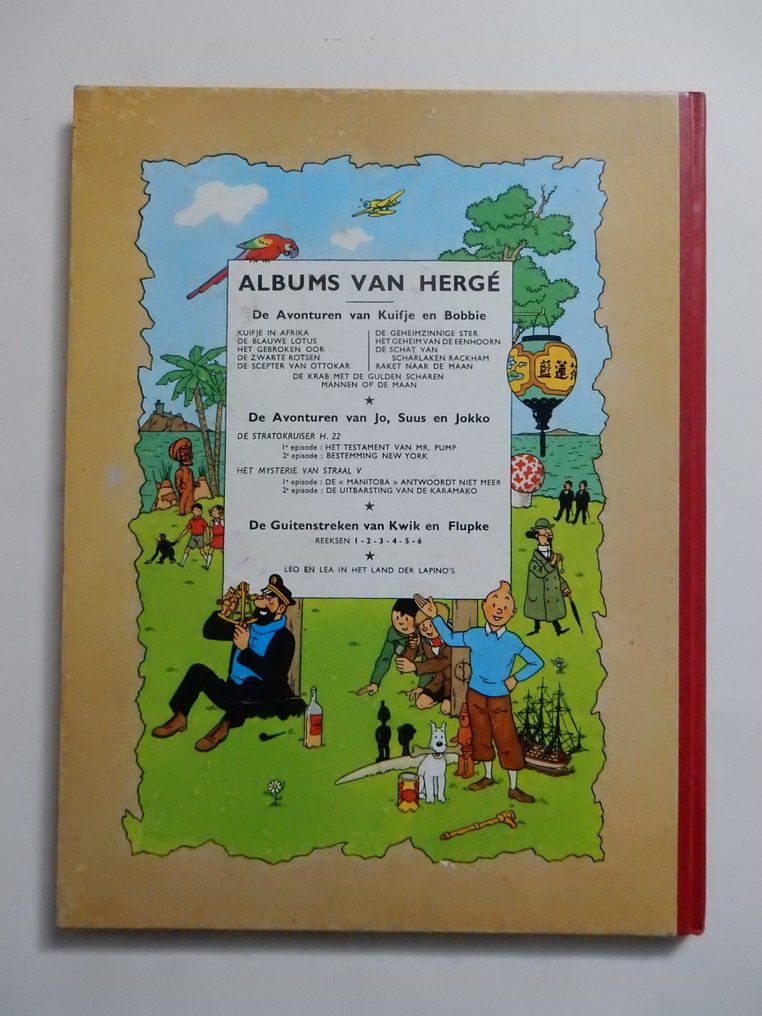 ALBUMS VAN HERGÉ
De Avonturen van Kuifje en Bobbie
KUIFJE IN AFRIKA
DE BLAUWE LOTUS
HET GEBROKEN OOR
DE ZWARTE ROTSEN
DE SCEPTER VAN OTTOKAR
DE GEHEIMZINNIGE STER
HET GEHEIM VAN DE EENHOORN
DE SCHAT VAN
SCHARLAKEN RACKHAM
RAKET NAAR DE MAAN
DE KRAB MET DE GULDEN SCHAREN
MANNEN OP DE MAAN
★
De Avonturen van Jo, Suus en Jokko
DE STRATOKRUISER H. 22
1e episode : HET TESTAMENT VAN MR. PUMP
2e episode : BESTEMMING NEW YORK
HET MYSTERIE VAN STRAAL V
1e episode : DE « MANITOBA » ANTWOORDT NIET MEER
2e episode : DE UITBARSTING VAN DE KARAMAKO
★
De Guitenstreken van Kwik en Flupke
REEKSEN 1 - 2 - 3 - 4 - 5 - 6
★
LEO EN LEA IN HET LAND DER LAPINO'S
藍蓮